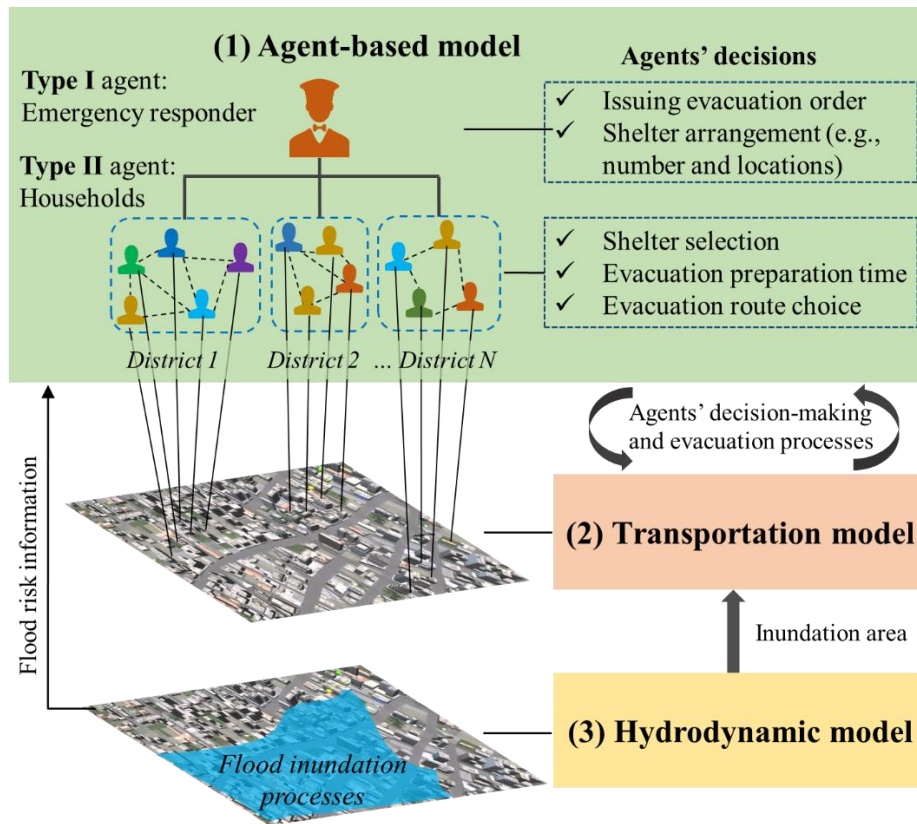 (1) Agent-based model
Type I agent:
Emergency responder
Type II agent:
Households
District 1
District 2
... District N
Agents' decisions
✓ Issuing evacuation order
✓ Shelter arrangement (e.g.,
number and locations)
✓ Shelter selection
✓ Evacuation preparation time
✓ Evacuation route choice
Agents' decision-making
and evacuation processes
Flood risk information
(2) Transportation model
Inundation area
(3) Hydrodynamic model
Flood inundation
processes